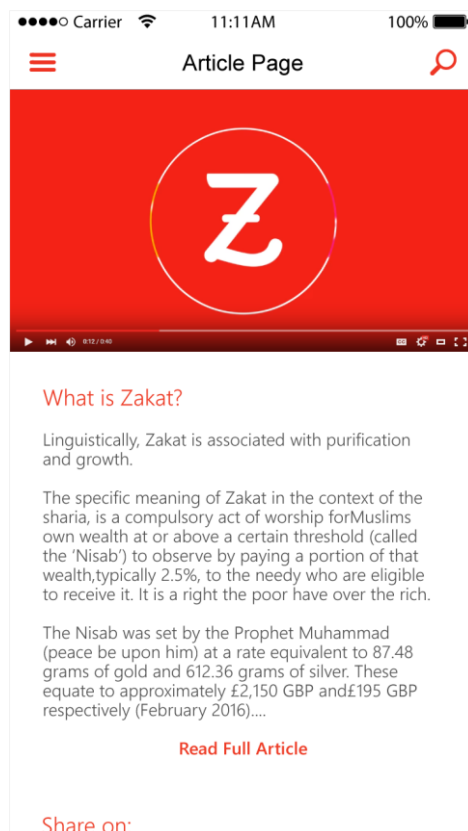 Carrier 11:11AM 100%
Article Page
Z
0:12 / 0:40 CC
What is Zakat?
Linguistically, Zakat is associated with purification
and growth.
The specific meaning of Zakat in the context of the
sharia, is a compulsory act of worship forMuslims
own wealth at or above a certain threshold (called
the ‘Nisab’) to observe by paying a portion of that
wealth,typically 2.5%, to the needy who are eligible
to receive it. It is a right the poor have over the rich.
The Nisab was set by the Prophet Muhammad
(peace be upon him) at a rate equivalent to 87.48
grams of gold and 612.36 grams of silver. These
equate to approximately £2,150 GBP and£195 GBP
respectively (February 2016)....
Read Full Article
Share on: